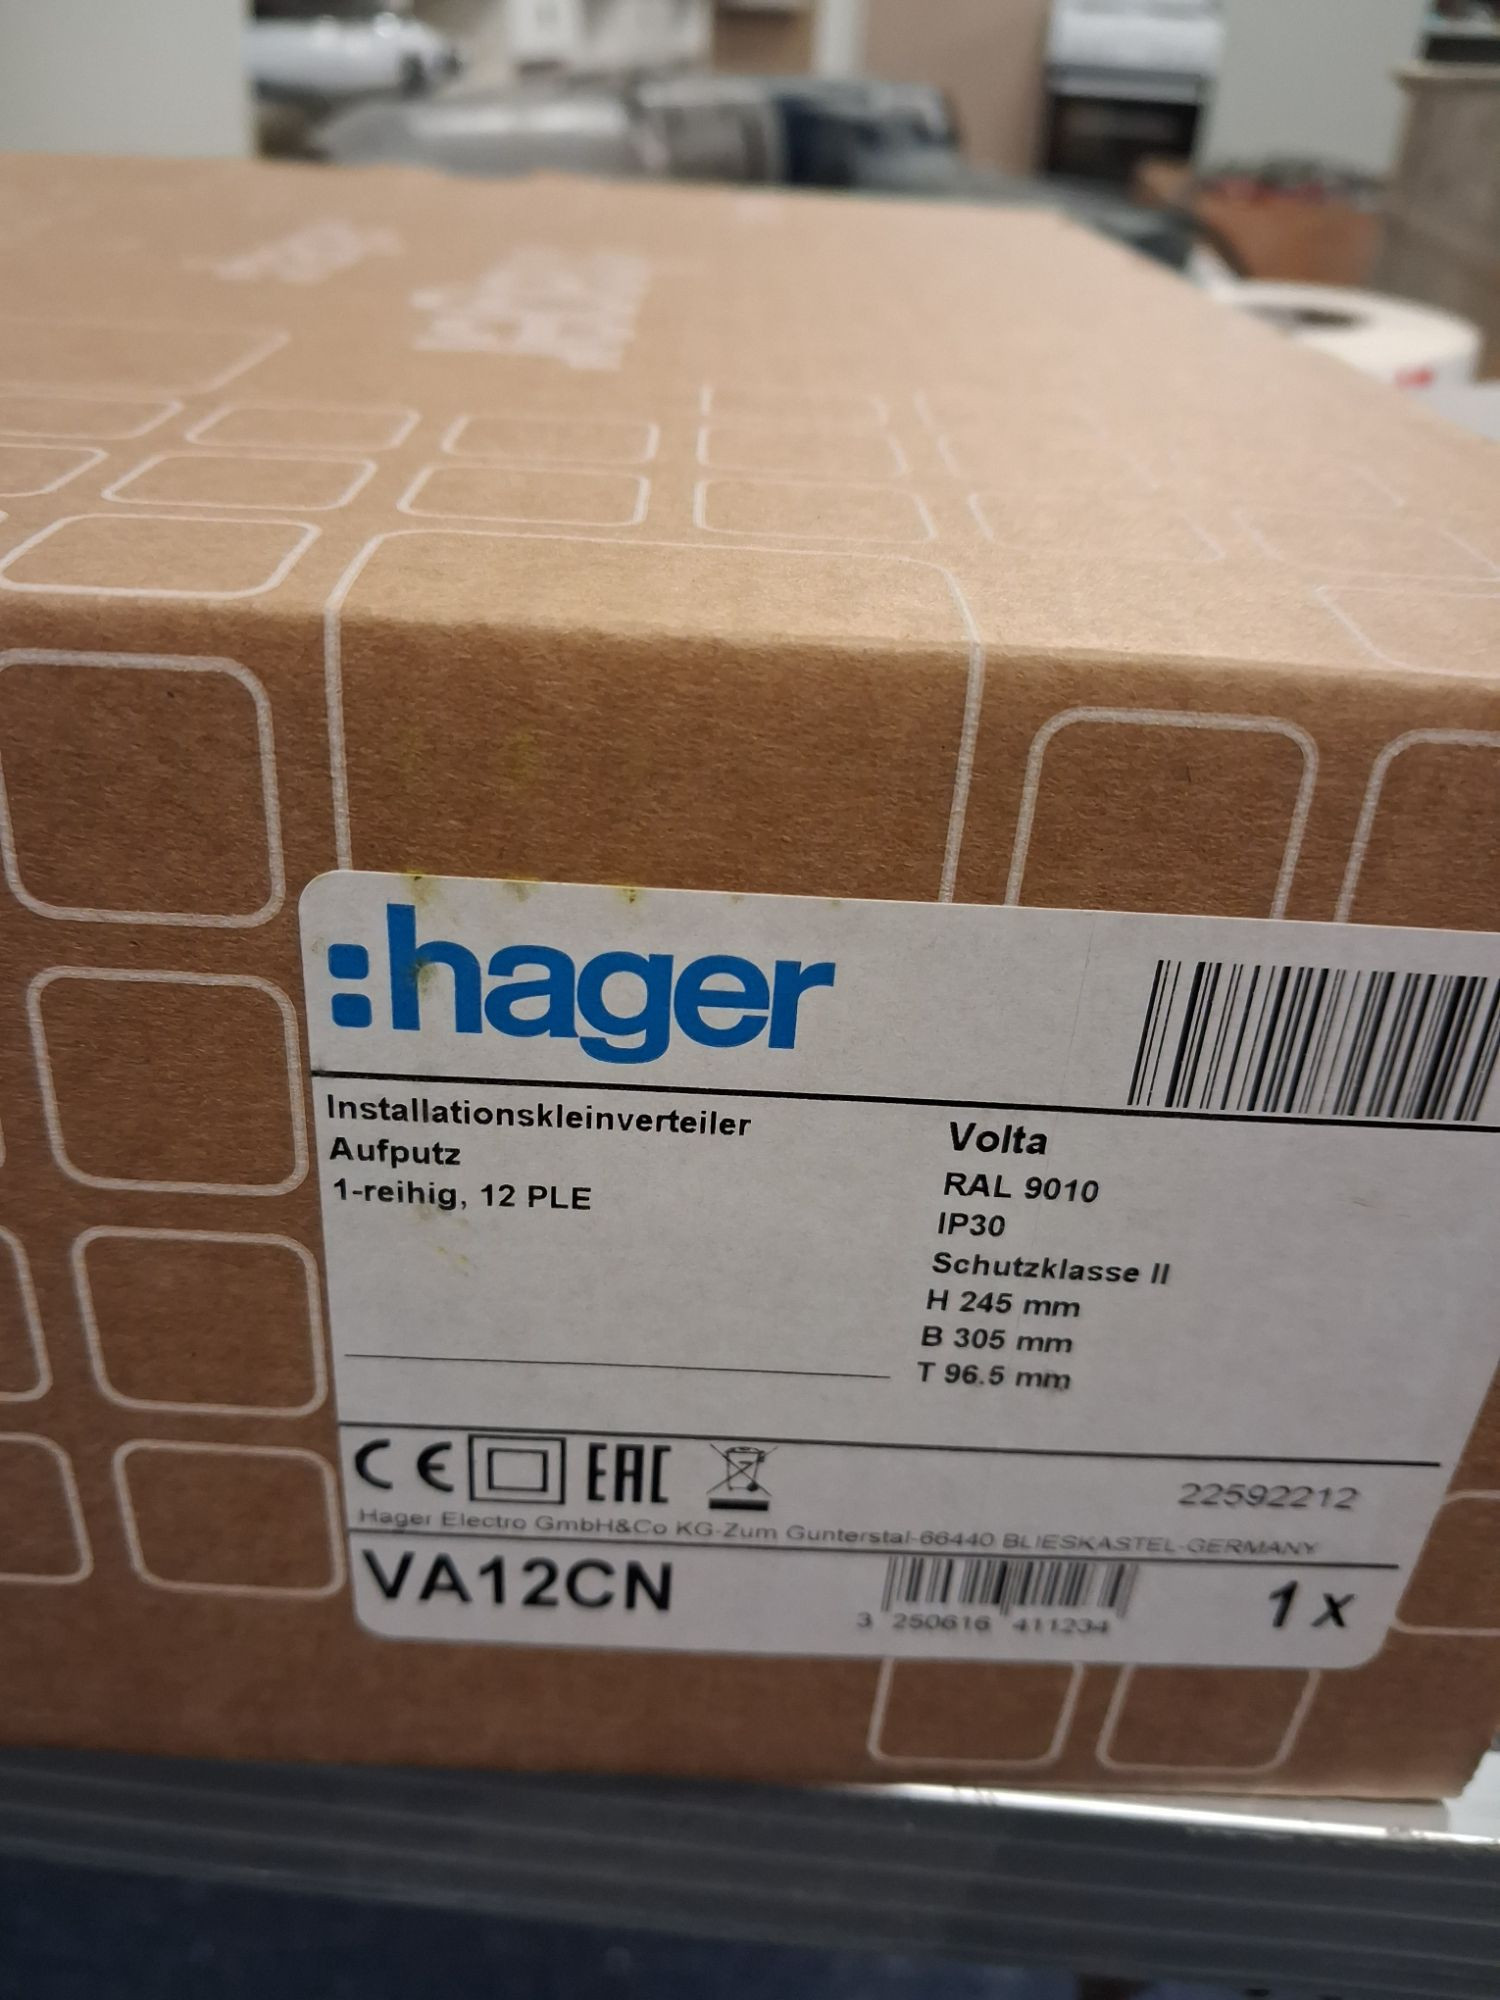 :hager
Installationskleinverteiler
Aufputz
1-reihig, 12 PLE
Volta
RAL 9010
IP30
Schutzklasse II
H 245 mm
B 305 mm
T 96.5 mm
CE EAC
22592212
Hager Electro GmbH&Co KG-Zum Gunterstal-66440 BLIESKASTEL-GERMANY
VA12CN
3 250616 411234
1 x